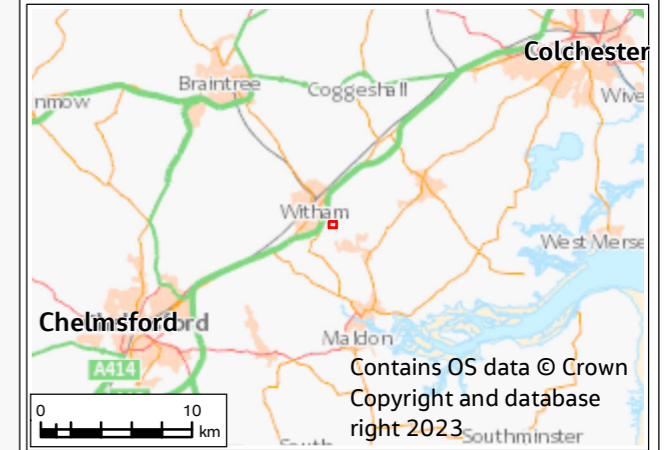 Colchester
Braintree
Coggeshall
nmow
Wive
Witham
West Merse
Chelmsford
Maldon
A414
Contains OS data © Crown
Copyright and database
right 2023
Southminster
0 10
km